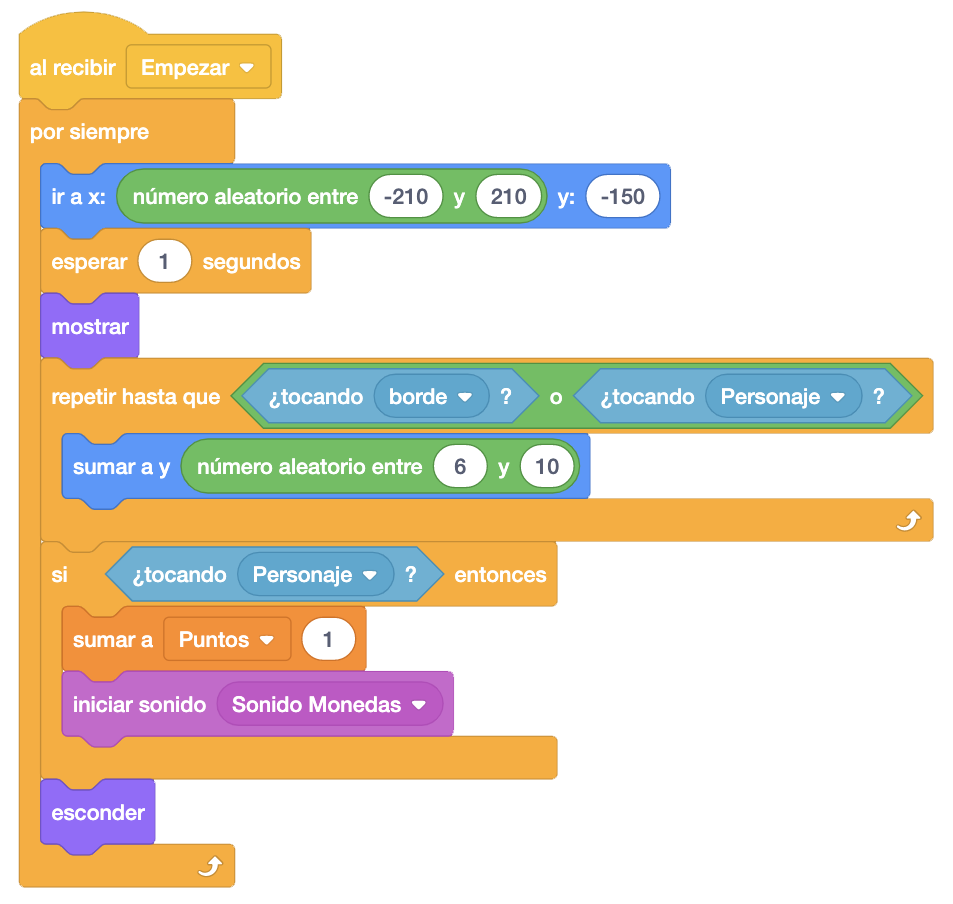 al recibir Empezar
por siempre
ir a x: número aleatorio entre -210 y 210 y: -150
esperar 1 segundos
mostrar
repetir hasta que ¿tocando borde ? o ¿tocando Personaje ?
sumar a y número aleatorio entre 6 y 10
si ¿tocando Personaje ? entonces
sumar a Puntos 1
iniciar sonido Sonido Monedas
esconder